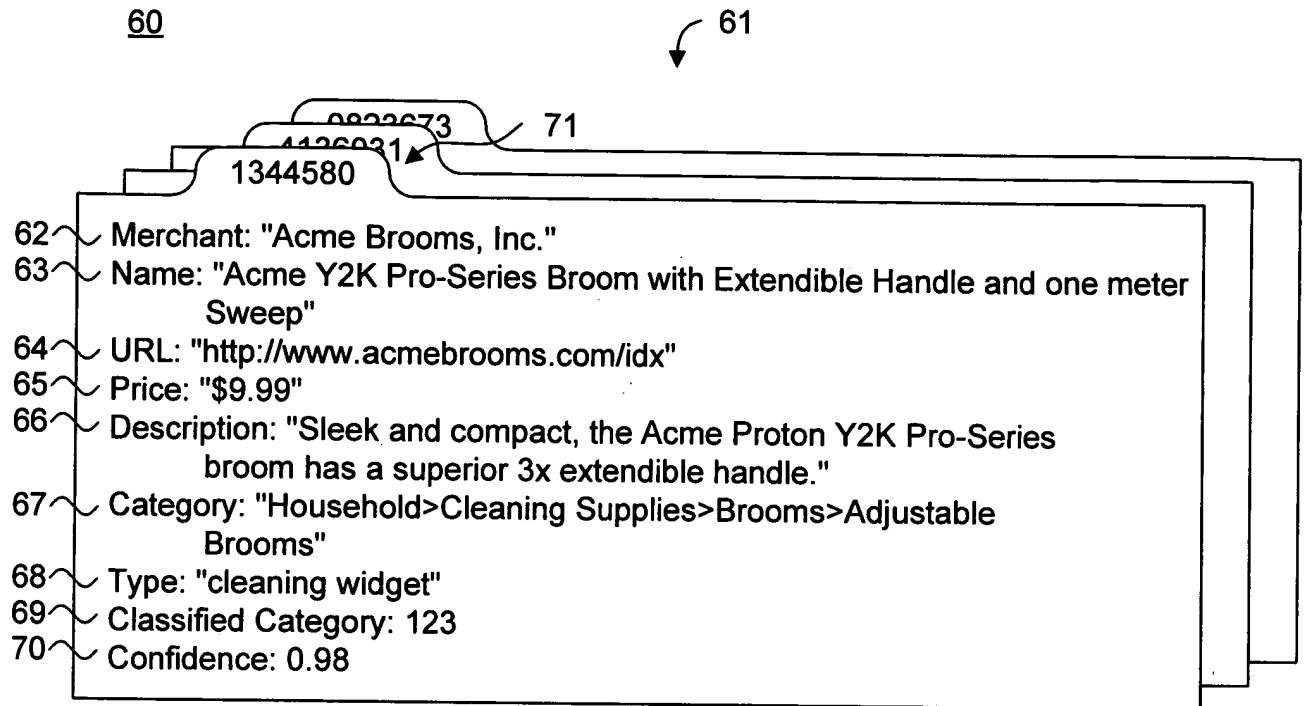 60
61
71
1344580
62 Merchant: "Acme Brooms, Inc."
63 Name: "Acme Y2K Pro-Series Broom with Extendible Handle and one meter
Sweep"
64 URL: "http://www.acmebrooms.com/idx"
65 Price: "$9.99"
66 Description: "Sleek and compact, the Acme Proton Y2K Pro-Series
broom has a superior 3x extendible handle."
67 Category: "Household>Cleaning Supplies>Brooms>Adjustable
Brooms"
68 Type: "cleaning widget"
69 Classified Category: 123
70 Confidence: 0.98